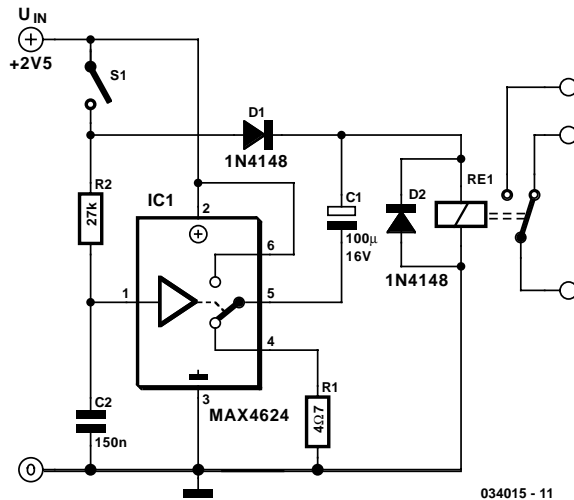 U IN
+2V5
S1
D1
1N4148
R2
27k
IC1
2
6
C1
100µ
16V
D2
1N4148
RE1
1
5
4
3
MAX4624
R1
4Ω7
C2
150n
0
034015 - 11